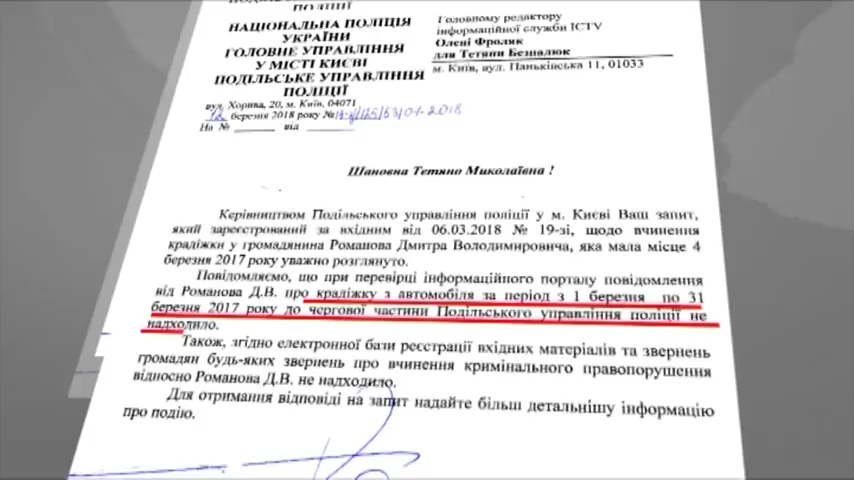 ПОЛІЦІЇ
НАЦІОНАЛЬНА ПОЛІЦІЯ
УКРАЇНИ
ГОЛОВНЕ УПРАВЛІННЯ
У МІСТІ КИЄВІ
ПОДІЛЬСЬКЕ УПРАВЛІННЯ
ПОЛІЦІЇ
вул. Хорива, 20, м. Київ, 04071
12 березня 2018 року №
На № від
Головному редактору
інформаційної служби ICTV
Олені Фроляк
для Тетяни Безпалюк
м. Київ, вул. Паньківська 11, 01033
Шановна Тетяно Миколаївна !
Керівництвом Подільського управління поліції у м. Києві Ваш запит,
який зареєстрований за вхідним від 06.03.2018 № 19-зі, щодо вчинення
крадіжки у громадянина Романова Дмитра Володимировича, яка мала місце 4
березня 2017 року уважно розглянуто.
Повідомляємо, що при перевірці інформаційного порталу повідомлення
від Романова Д.В. про крадіжку з автомобіля за період з 1 березня по 31
березня 2017 року до чергової частини Подільського управління поліції не
надходило.
Також, згідно електронної бази реєстрації вхідних матеріалів та звернень
громадян будь-яких звернень про вчинення кримінального правопорушення
відносно Романова Д.В. не надходило.
Для отримання відповіді на запит надайте більш детальнішу інформацію
про подію.